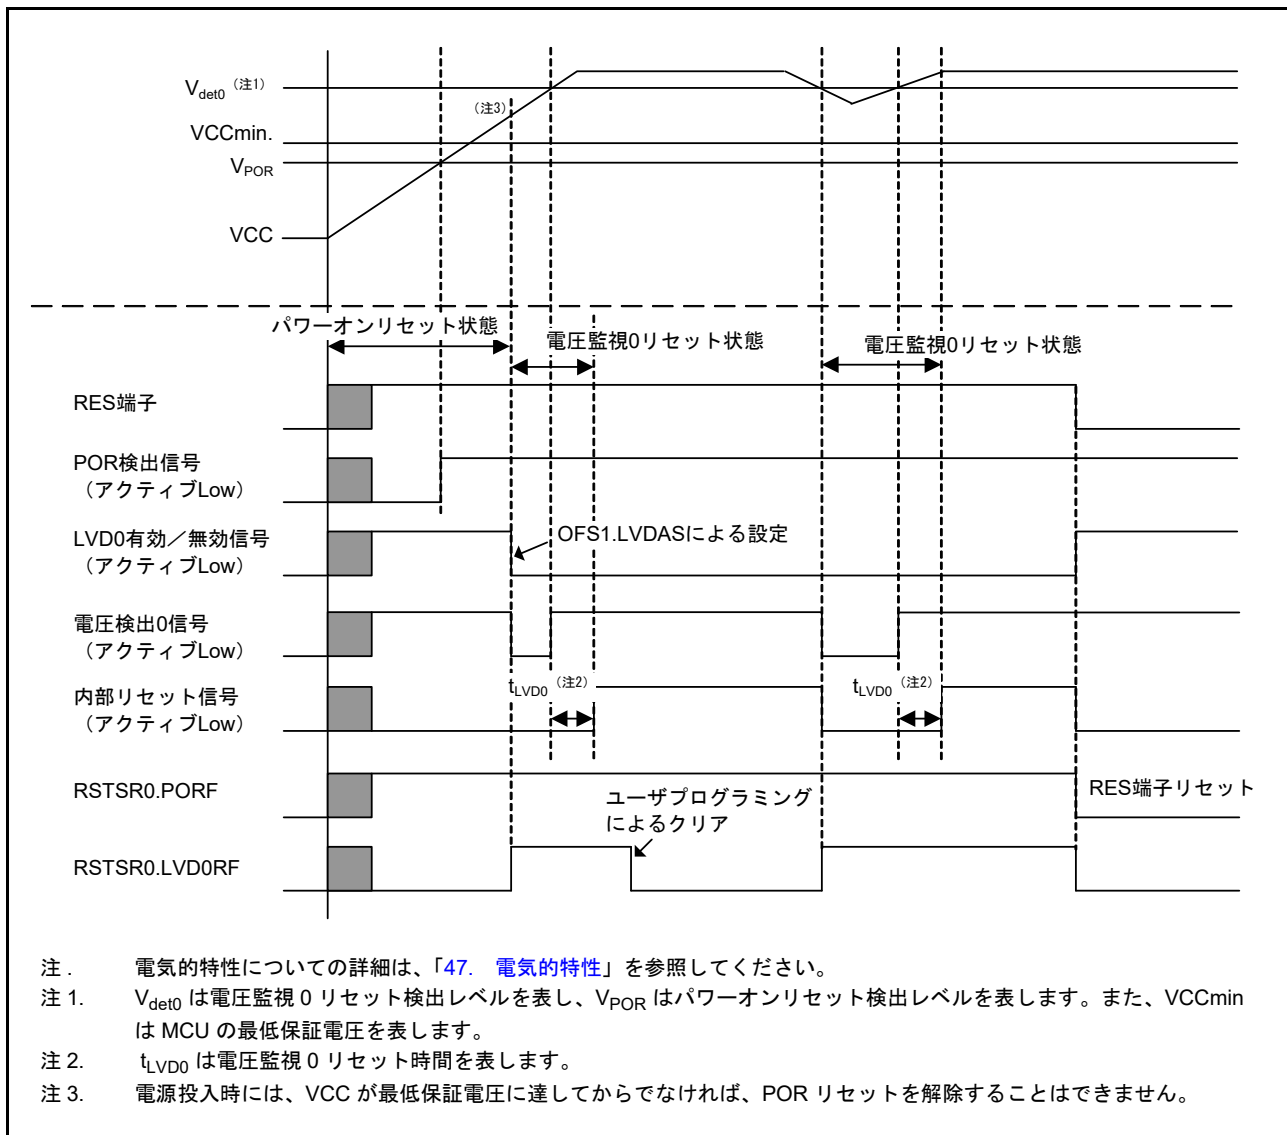 Vdet0（注1）
（注3）
VCCmin.
VPOR
VCC
パワーオンリセット状態
電圧監視0リセット状態
電圧監視0リセット状態
RES端子
POR検出信号
（アクティブLow）
LVD0有効／無効信号
（アクティブLow）
OFS1.LVDASによる設定
電圧検出0信号
（アクティブLow）
内部リセット信号
（アクティブLow）
tLVD0（注2）
tLVD0（注2）
RSTSR0.PORF
ユーザプログラミング
によるクリア
RES端子リセット
RSTSR0.LVD0RF
注 . 電気的特性についての詳細は、「47. 電気的特性」を参照してください。
注 1. Vdet0 は電圧監視 0 リセット検出レベルを表し、VPOR はパワーオンリセット検出レベルを表します。また、VCCmin
は MCU の最低保証電圧を表します。
注 2. tLVD0 は電圧監視 0 リセット時間を表します。
注 3. 電源投入時には、VCC が最低保証電圧に達してからでなければ、POR リセットを解除することはできません。